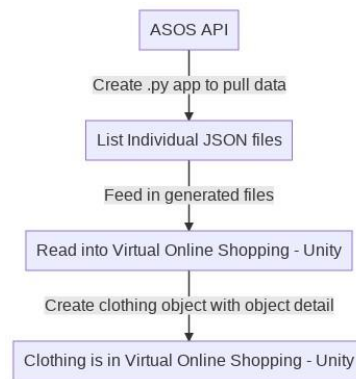 ASOS API
Create .py app to pull data
List Individual JSON files
Feed in generated files
Read into Virtual Online Shopping - Unity
Create clothing object with object detail
Clothing is in Virtual Online Shopping - Unity